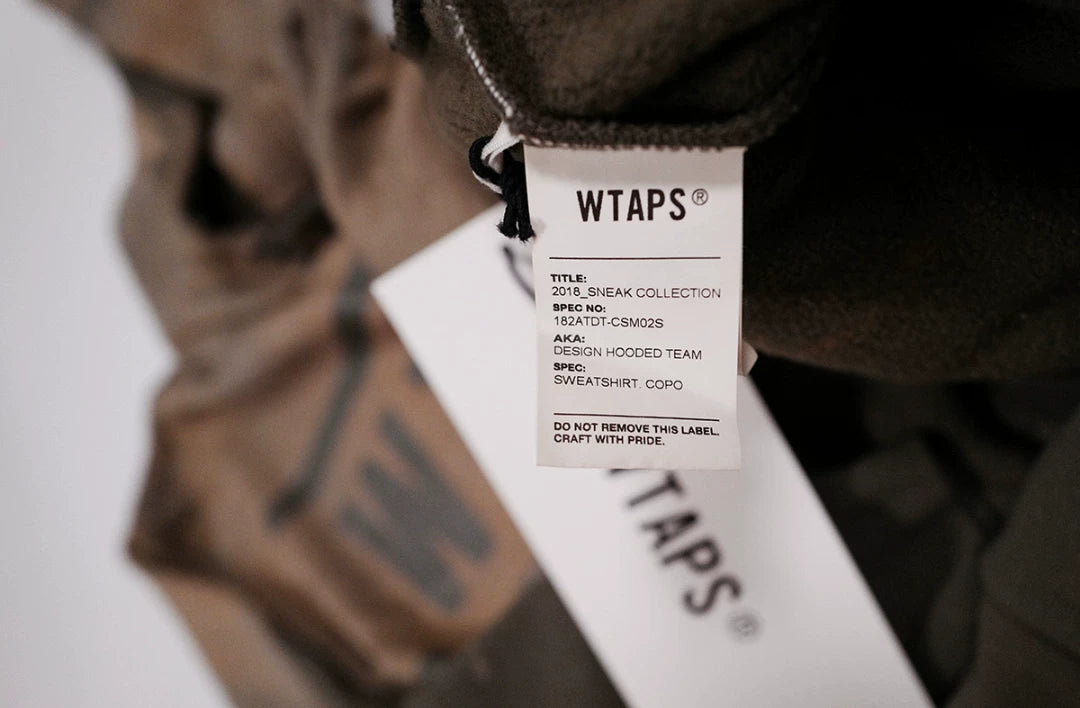 WTAPS®
TITLE:
2018_SNEAK COLLECTION
SPEC NO:
182ATDT-CSM02S
AKA:
DESIGN HOODED TEAM
SPEC:
SWEATSHIRT. COPO
DO NOT REMOVE THIS LABEL.
CRAFT WITH PRIDE.
WTAPS®
W